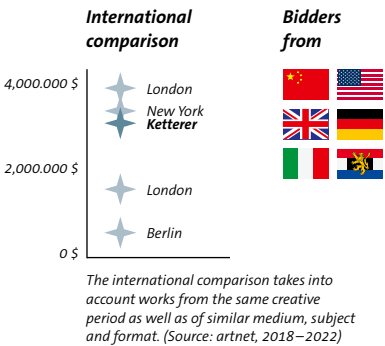 International
comparison
Bidders
from
4,000.000 $
London
New York
Ketterer
2,000.000 $
London
Berlin
0 $
The international comparison takes into
account works from the same creative
period as well as of similar medium, subject
and format. (Source: artnet, 2018–2022)